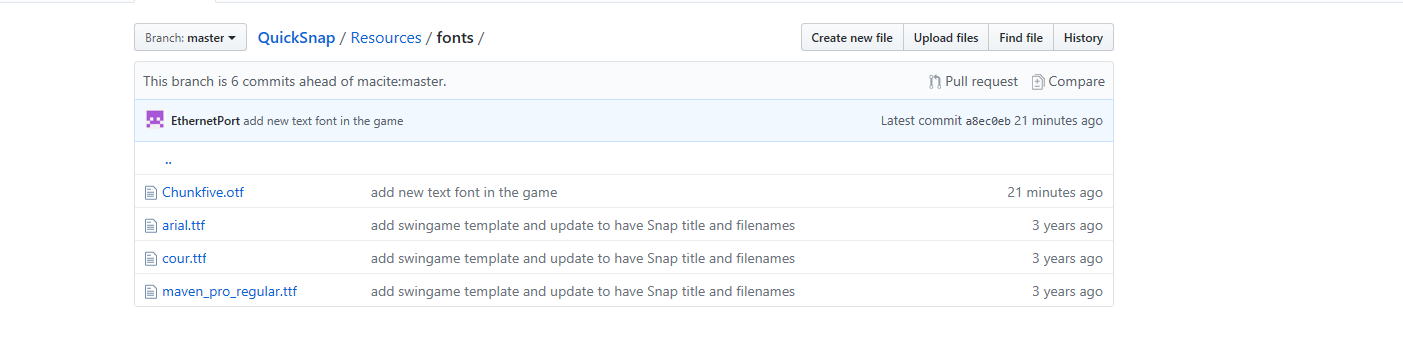 Branch: master QuickSnap / Resources / fonts / Create new file Upload files Find file History
This branch is 6 commits ahead of macite:master. Pull request Compare
EthernetPort add new text font in the game Latest commit a8ec0eb 21 minutes ago
..
Chunkfive.otf add new text font in the game 21 minutes ago
arial.ttf add swingame template and update to have Snap title and filenames 3 years ago
cour.ttf add swingame template and update to have Snap title and filenames 3 years ago
maven_pro_regular.ttf add swingame template and update to have Snap title and filenames 3 years ago